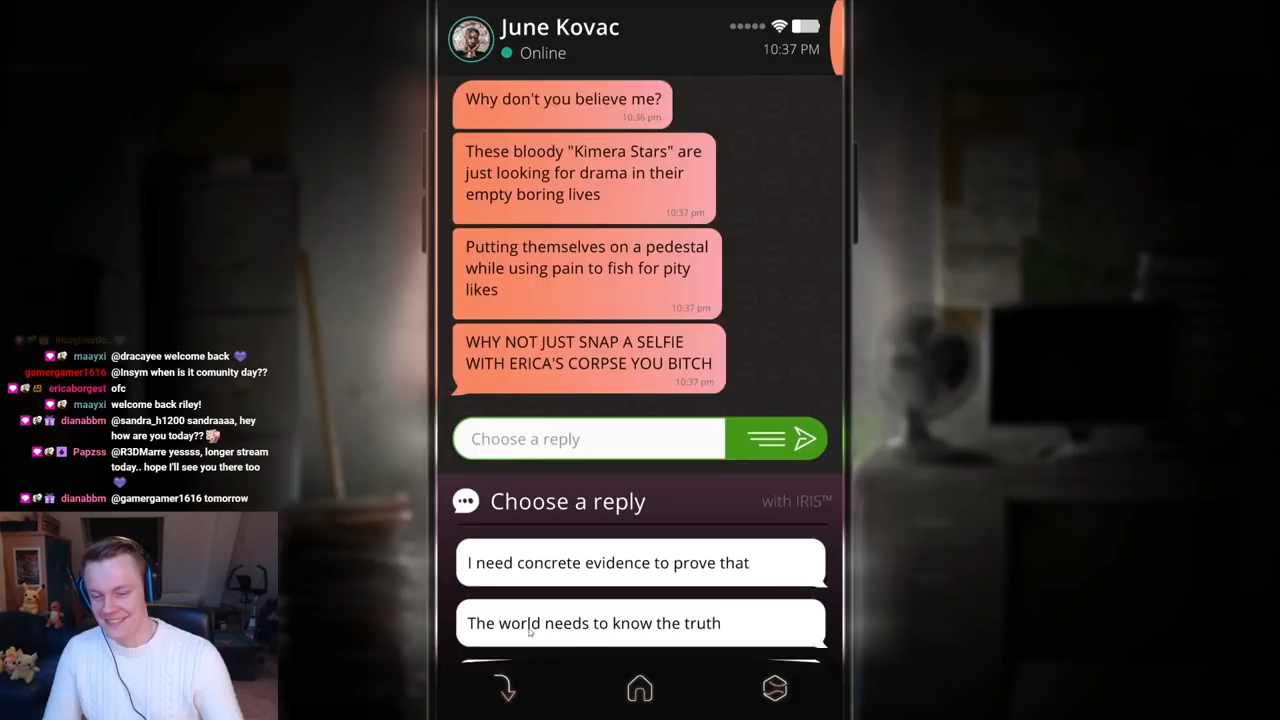 June Kovac
Online
10:37 PM
Why don't you believe me?
10:36 pm
These bloody "Kimera Stars" are
just looking for drama in their
empty boring lives
10:37 pm
Putting themselves on a pedestal
while using pain to fish for pity
likes
10:37 pm
WHY NOT JUST SNAP A SELFIE
WITH ERICA'S CORPSE YOU BITCH
10:37 pm
Choose a reply
Choose a reply
with IRIS™
I need concrete evidence to prove that
The world needs to know the truth
maayxi @dracayee welcome back
gamergamer1616 @Insym when is it comunity day??
ericaborgest ofc
maayxi welcome back riley!
dianabbm @sandra_h1200 sandraaaa, hey
how are you today??
Papzss @R3DMarre yessss, longer stream
today.. hope I'll see you there too
dianabbm @gamergamer1616 tomorrow